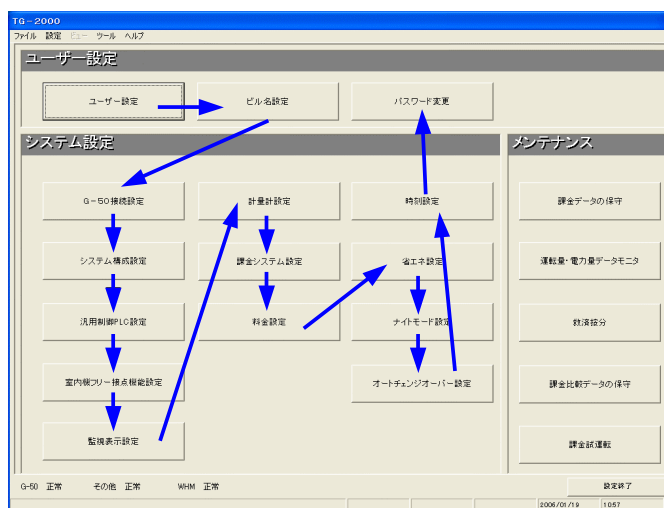 TG-2000
ファイル 設定 ビュー ツール ヘルプ
ユーザー設定
ユーザー設定
ビル名設定
パスワード変更
システム設定
メンテナンス
G-50接続設定
計量計設定
時刻設定
課金データの保守
システム構成設定
課金システム設定
省エネ設定
運転量・電力量データモニタ
汎用制御PLC設定
料金設定
ナイトモード設定
救済按分
室内機フリー接点機能設定
オートチェンジオーバー設定
課金比較データの保守
監視表示設定
課金試運転
G-50 正常 その他 正常 WHM 正常
設定終了
2006/01/19 10:57